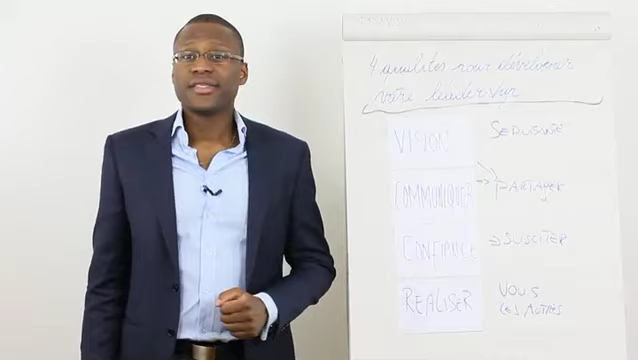 4 qualités pour développer
votre leadership
VISION
SEDUISANTE
COMMUNIQUER
PARTAGER
CONFIANCE
SUSCITER
REALISER
VOUS
LES AUTRES